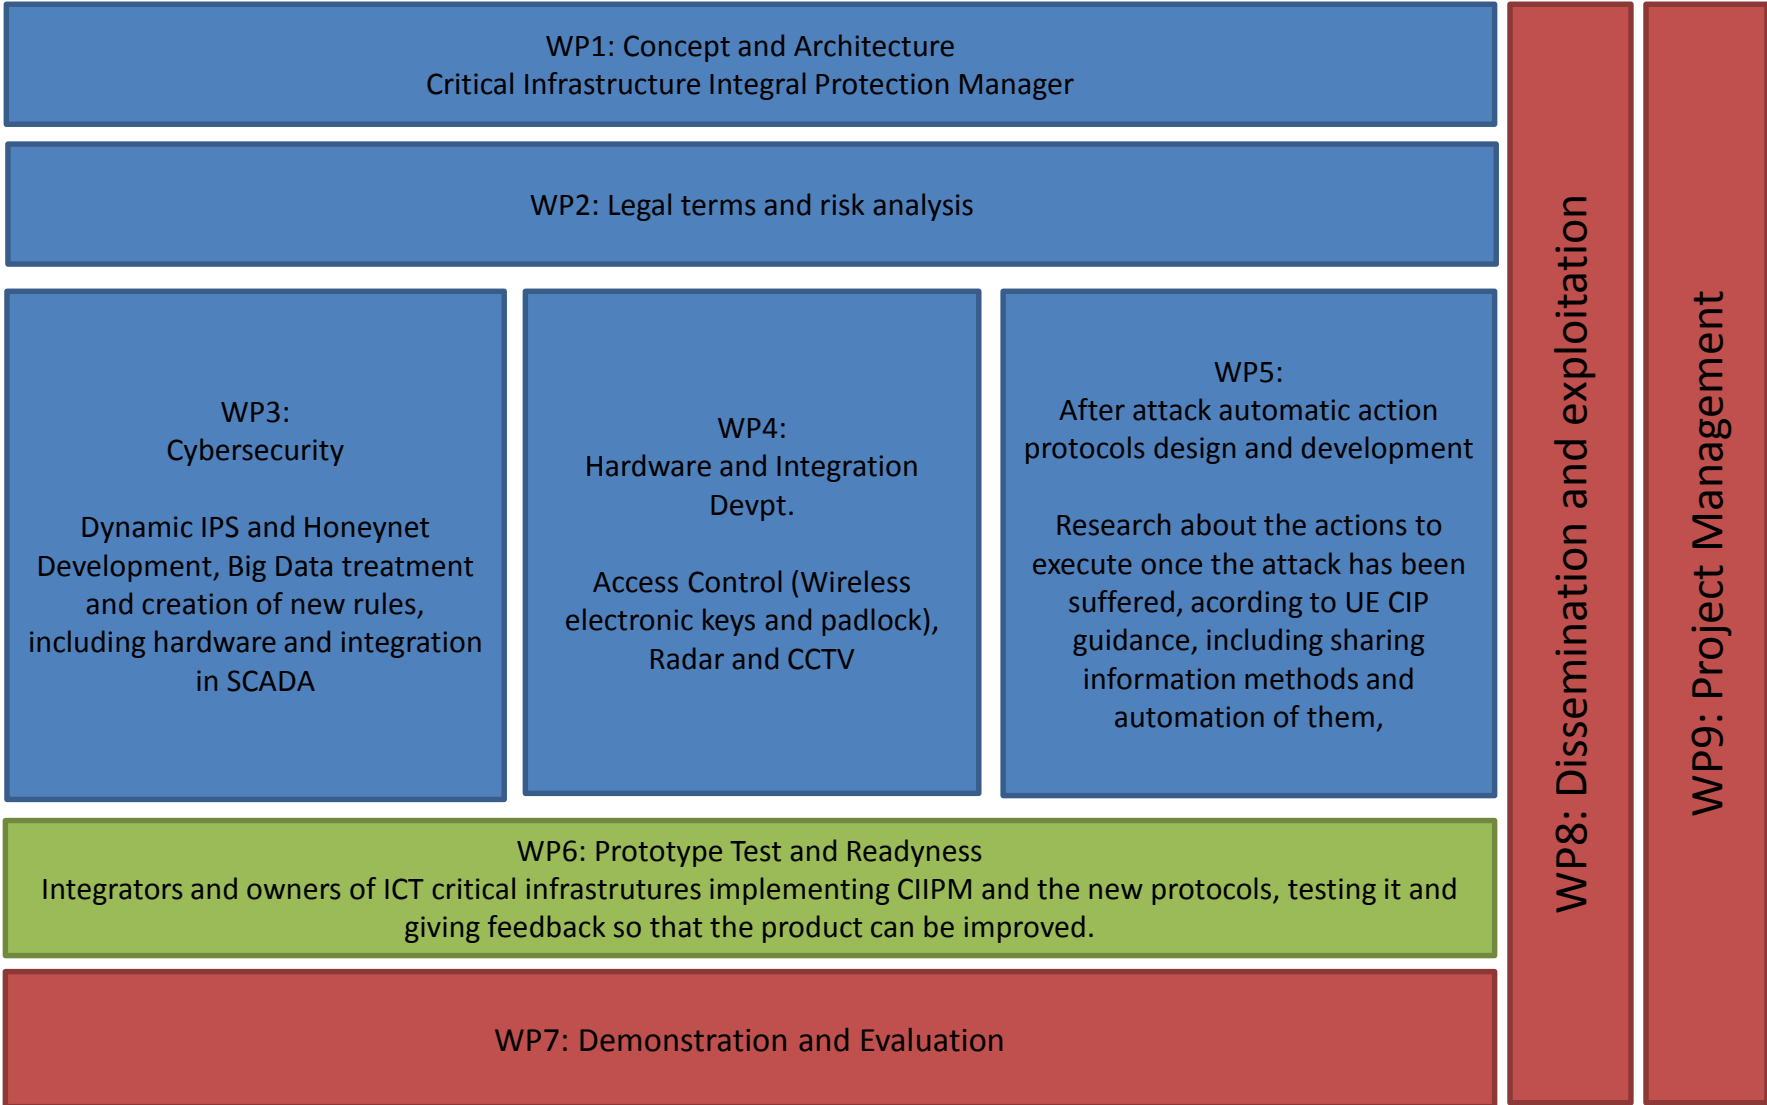 WP1: Concept and Architecture
Critical Infrastructure Integral Protection Manager
WP2: Legal terms and risk analysis
WP3:
Cybersecurity
Dynamic IPS and Honeynet
Development, Big Data treatment
and creation of new rules,
including hardware and integration
in SCADA
WP4:
Hardware and Integration
Devpt.
Access Control (Wireless
electronic keys and padlock),
Radar and CCTV
WP5:
After attack automatic action
protocols design and development
Research about the actions to
execute once the attack has been
suffered, acording to UE CIP
guidance, including sharing
information methods and
automation of them,
WP6: Prototype Test and Readyness
Integrators and owners of ICT critical infrastrutures implementing CIIPM and the new protocols, testing it and
giving feedback so that the product can be improved.
WP7: Demonstration and Evaluation
WP8: Dissemination and exploitation
WP9: Project Management